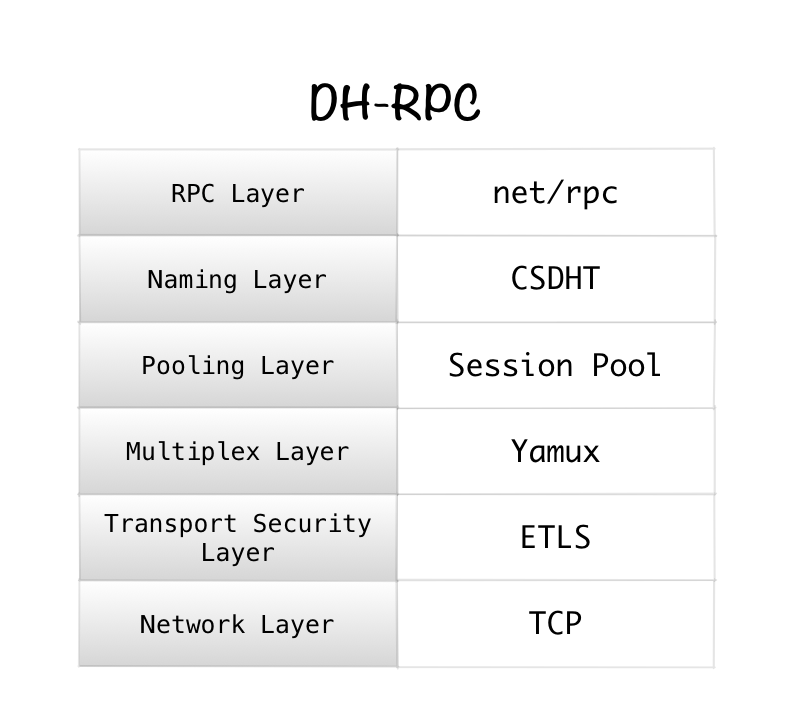 DH-RPC
RPC Layer
net/rpc
Naming Layer
CSDHT
Pooling Layer
Session Pool
Multiplex Layer
Yamux
Transport Security
Layer
ETLS
Network Layer
TCP